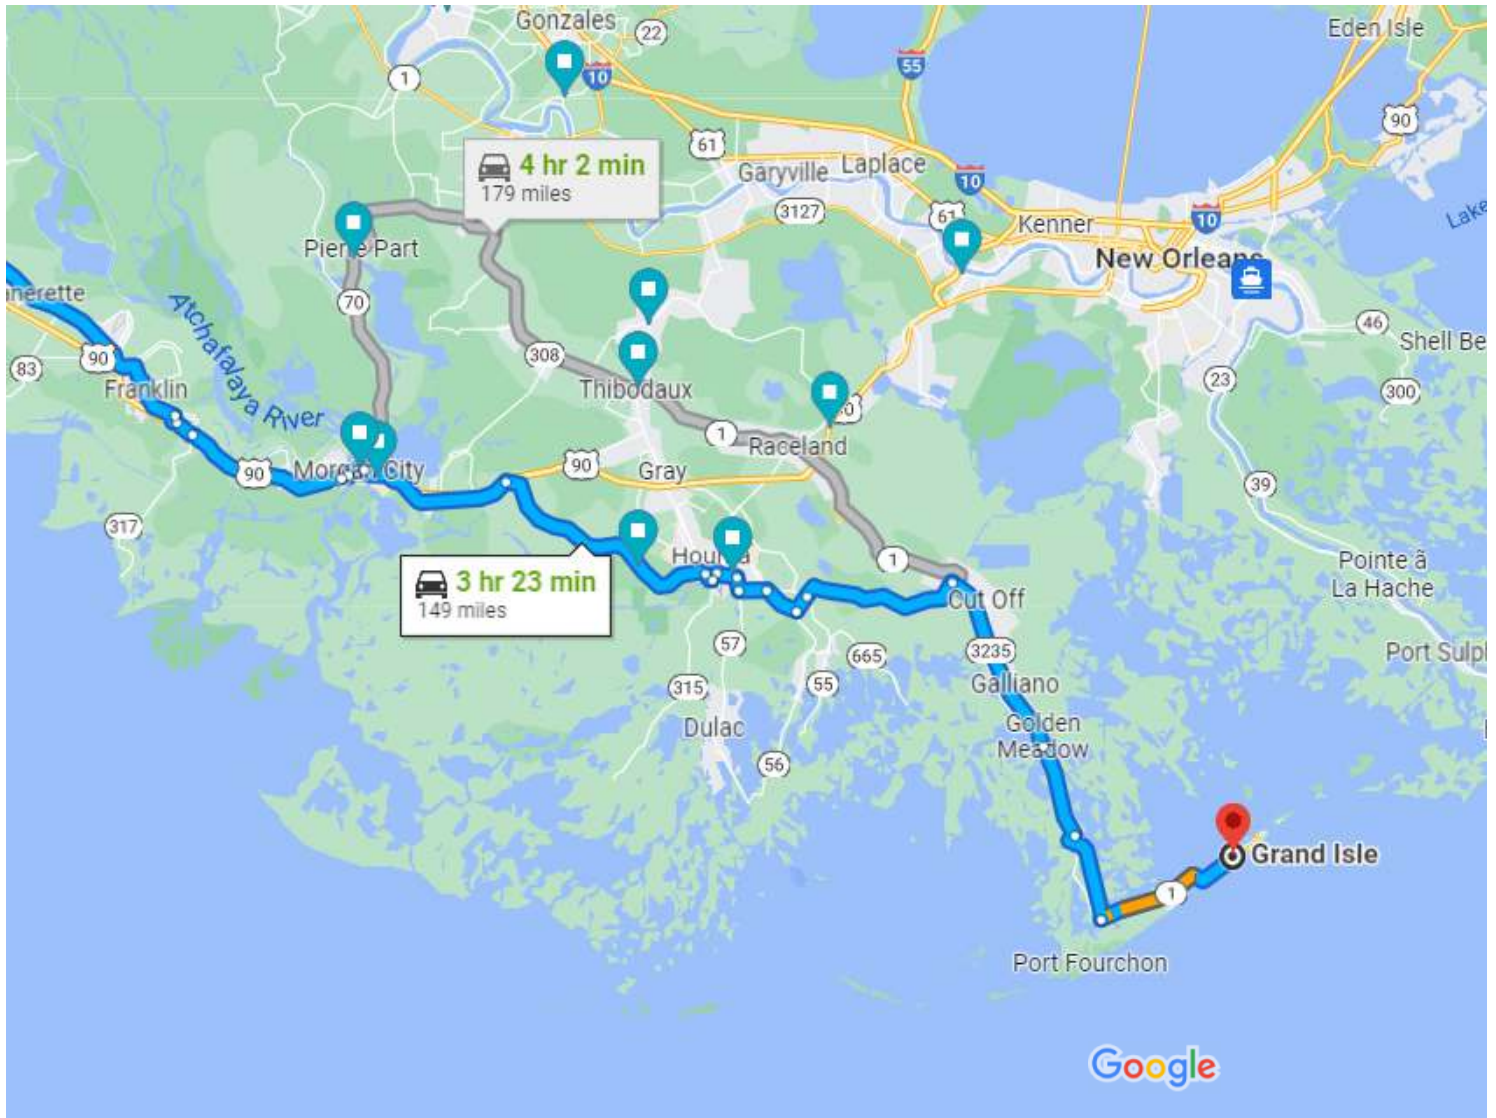 Gonzales
22
Eden Isle
1
10
55
90
61
4 hr 2 min
179 miles
Garyville
Laplace
10
3127
61
Kenner
10
Lake
Pierre Part
New Orleans
nerette
70
Atchafalaya River
46
Shell Be
90
83
308
23
300
Franklin
Thibodaux
1
Raceland
90
Morgan City
90
Gray
39
317
Houma
1
Pointe à
La Hache
3 hr 23 min
149 miles
Cut Off
57
665
3235
Port Sulp
315
55
Galliano
Dulac
Golden
Meadow
56
Grand Isle
1
Port Fourchon
Google